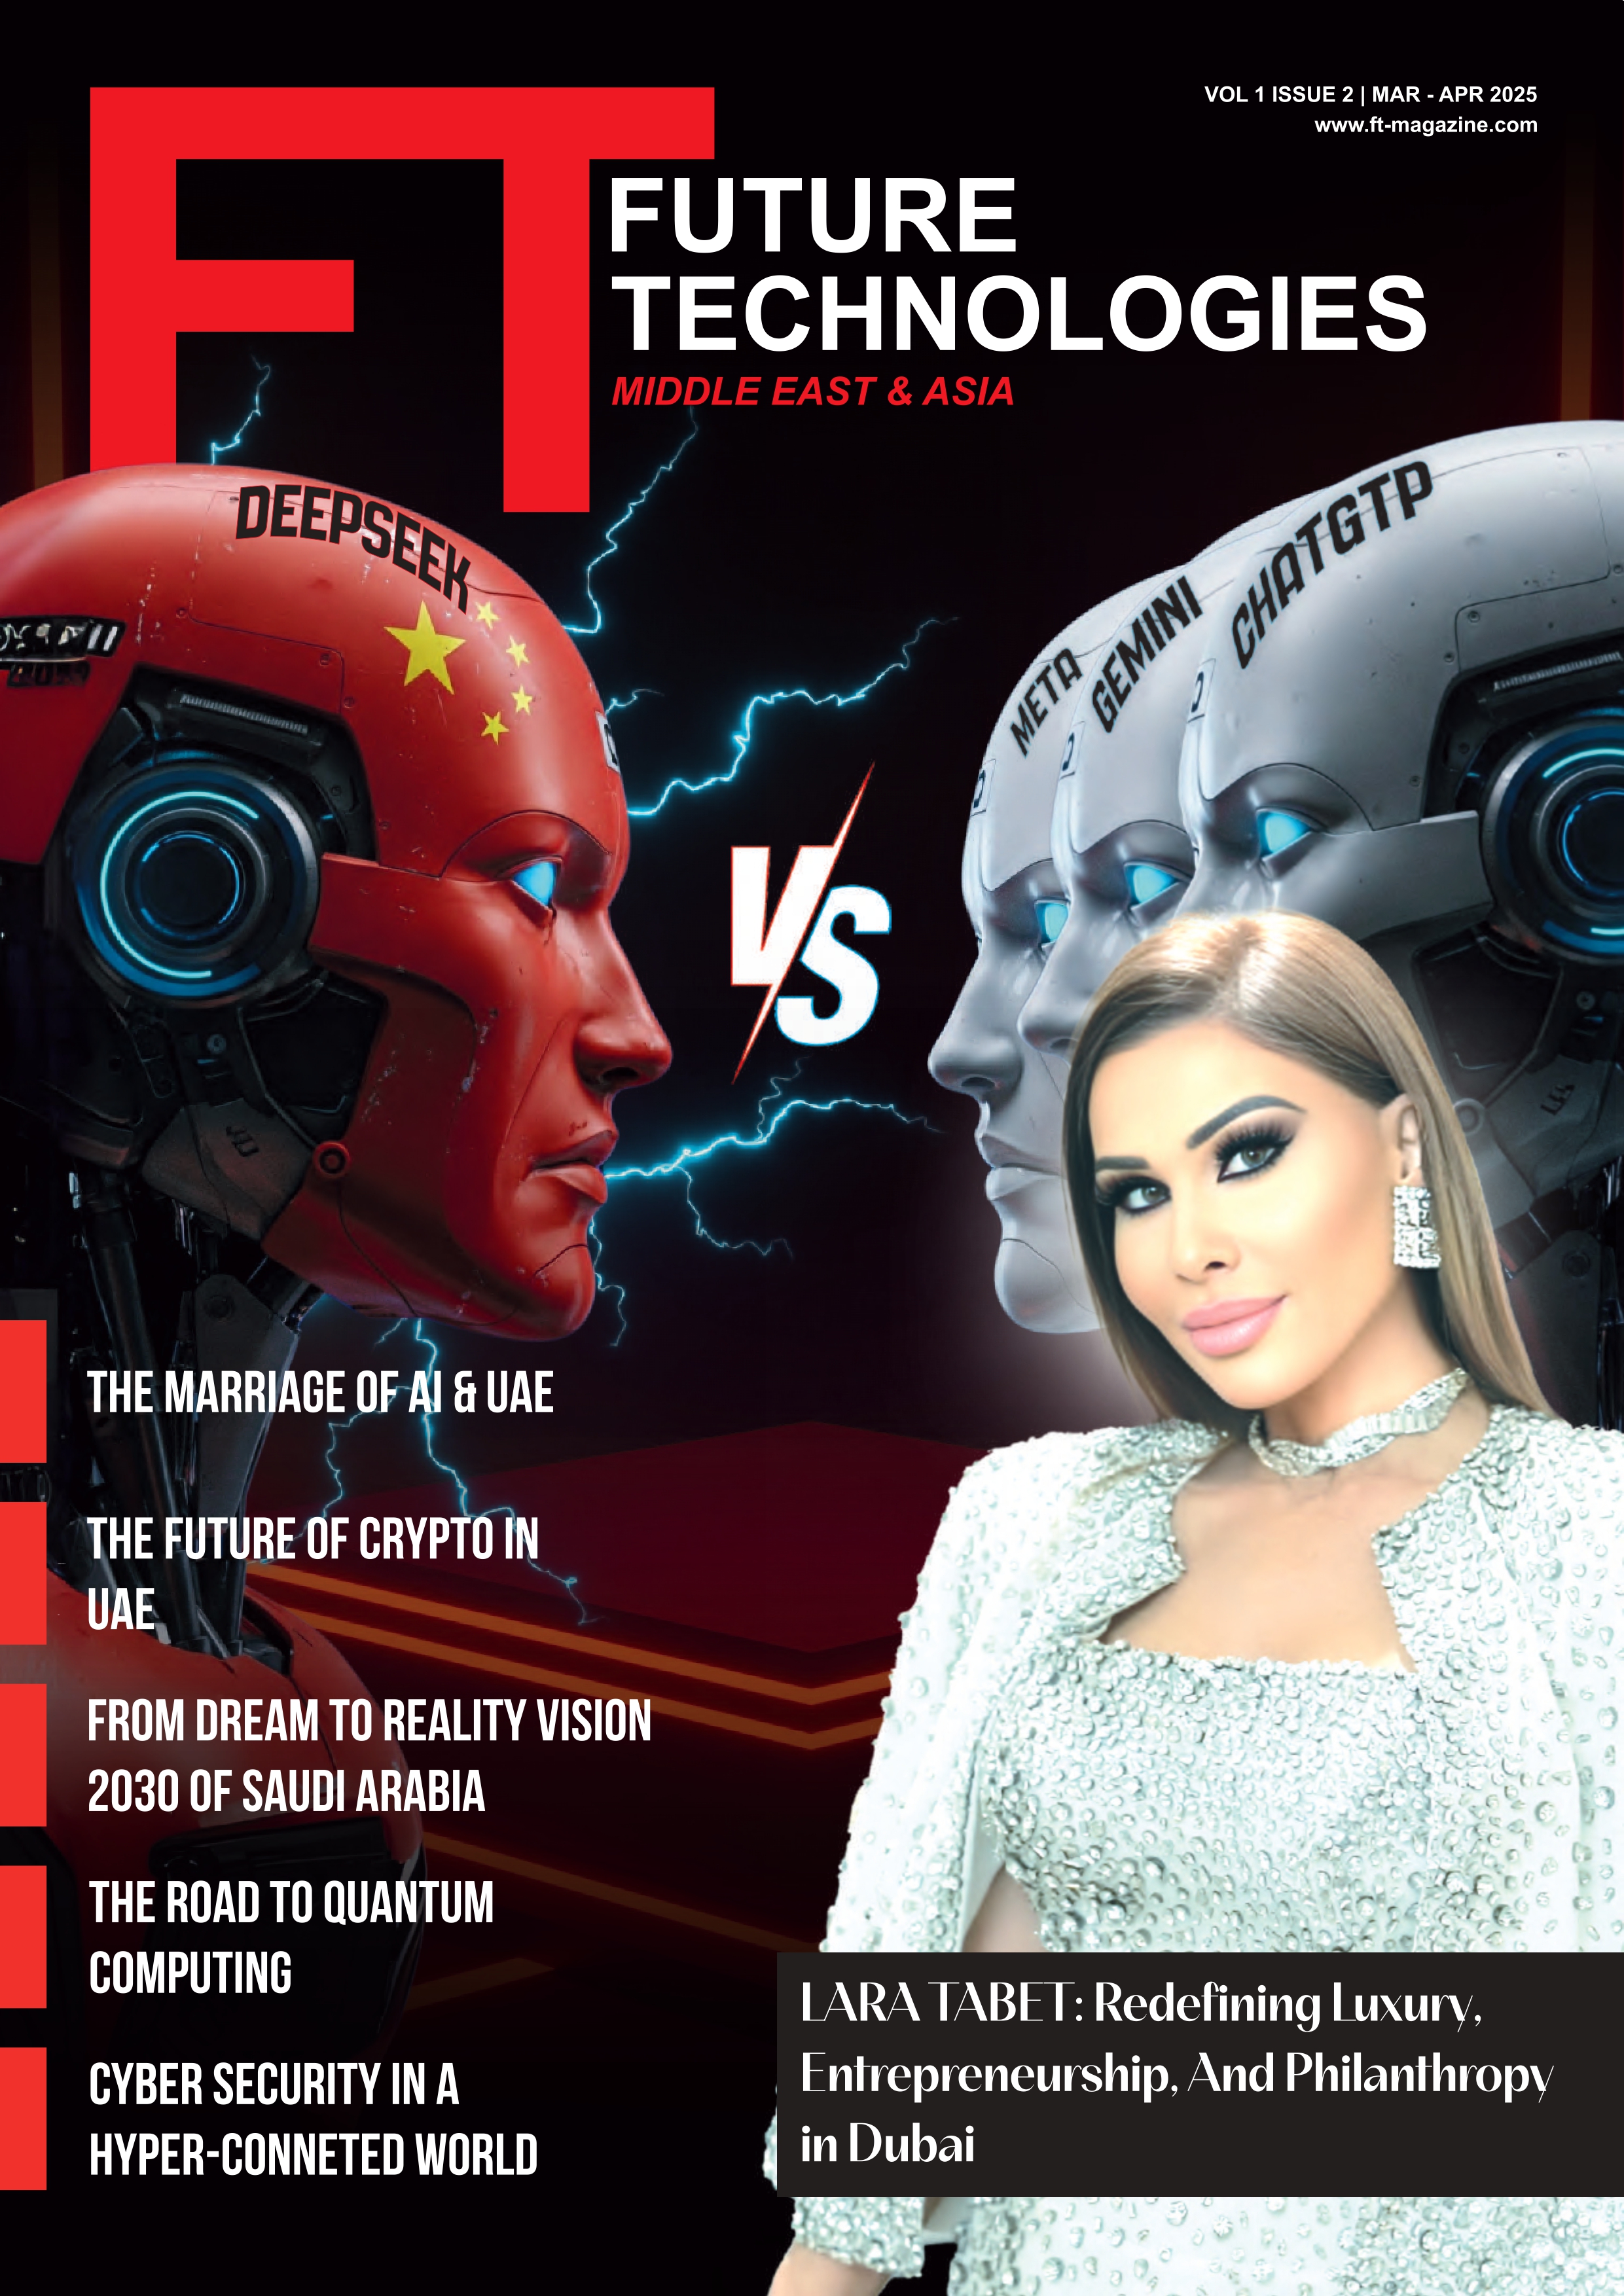 VOL 1 ISSUE 2 | MAR - APR 2025
www.ft-magazine.com
FT
FUTURE
TECHNOLOGIES
MIDDLE EAST & ASIA
DEEPSEEK
META
GEMINI
CHATGTP
VS
THE MARRIAGE OF AI & UAE
THE FUTURE OF CRYPTO IN
UAE
FROM DREAM TO REALITY VISION
2030 OF SAUDI ARABIA
THE ROAD TO QUANTUM
COMPUTING
CYBER SECURITY IN A
HYPER-CONNETED WORLD
LARA TABET: Redefining Luxury,
Entrepreneurship, And Philanthropy
in Dubai